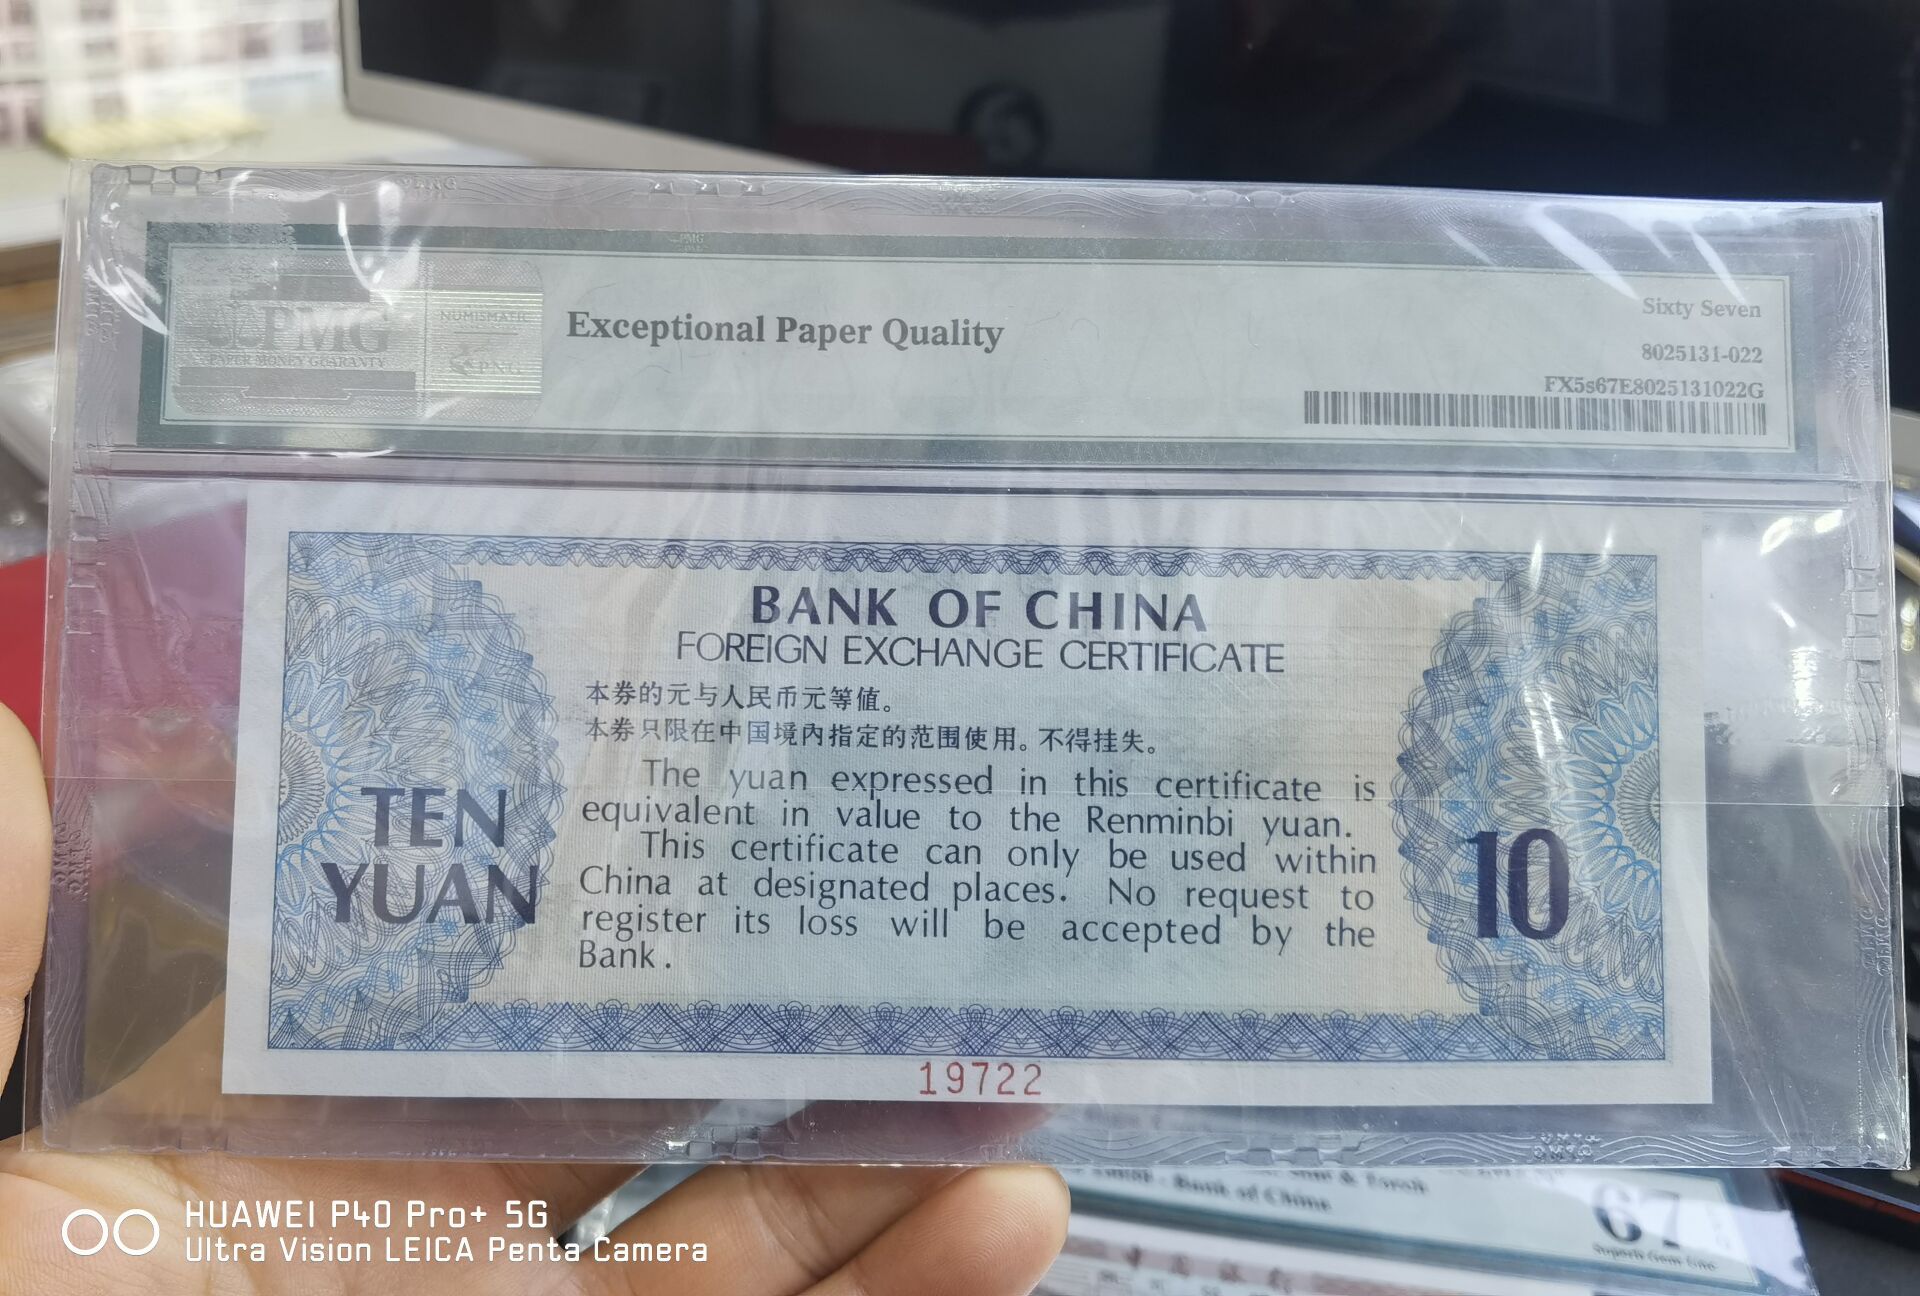 PMG
PAPER MONEY GUARANTY
NUMISMATIC
PNG
Exceptional Paper Quality
Sixty Seven
8025131-022
FX5s67E8025131022G
BANK OF CHINA
FOREIGN EXCHANGE CERTIFICATE
本券的元与人民币元等值。
本券只限在中国境内指定的范围使用。不得挂失。
The yuan expressed in this certificate is
equivalent in value to the Renminbi yuan.
This certificate can only be used within
China at designated places. No request to
register its loss will be accepted by the
Bank.
TEN
YUAN
10
19722
Bank of China
67
Superb Gem Unc
HUAWEI P40 Pro+ 5G
Ultra Vision LEICA Penta Camera